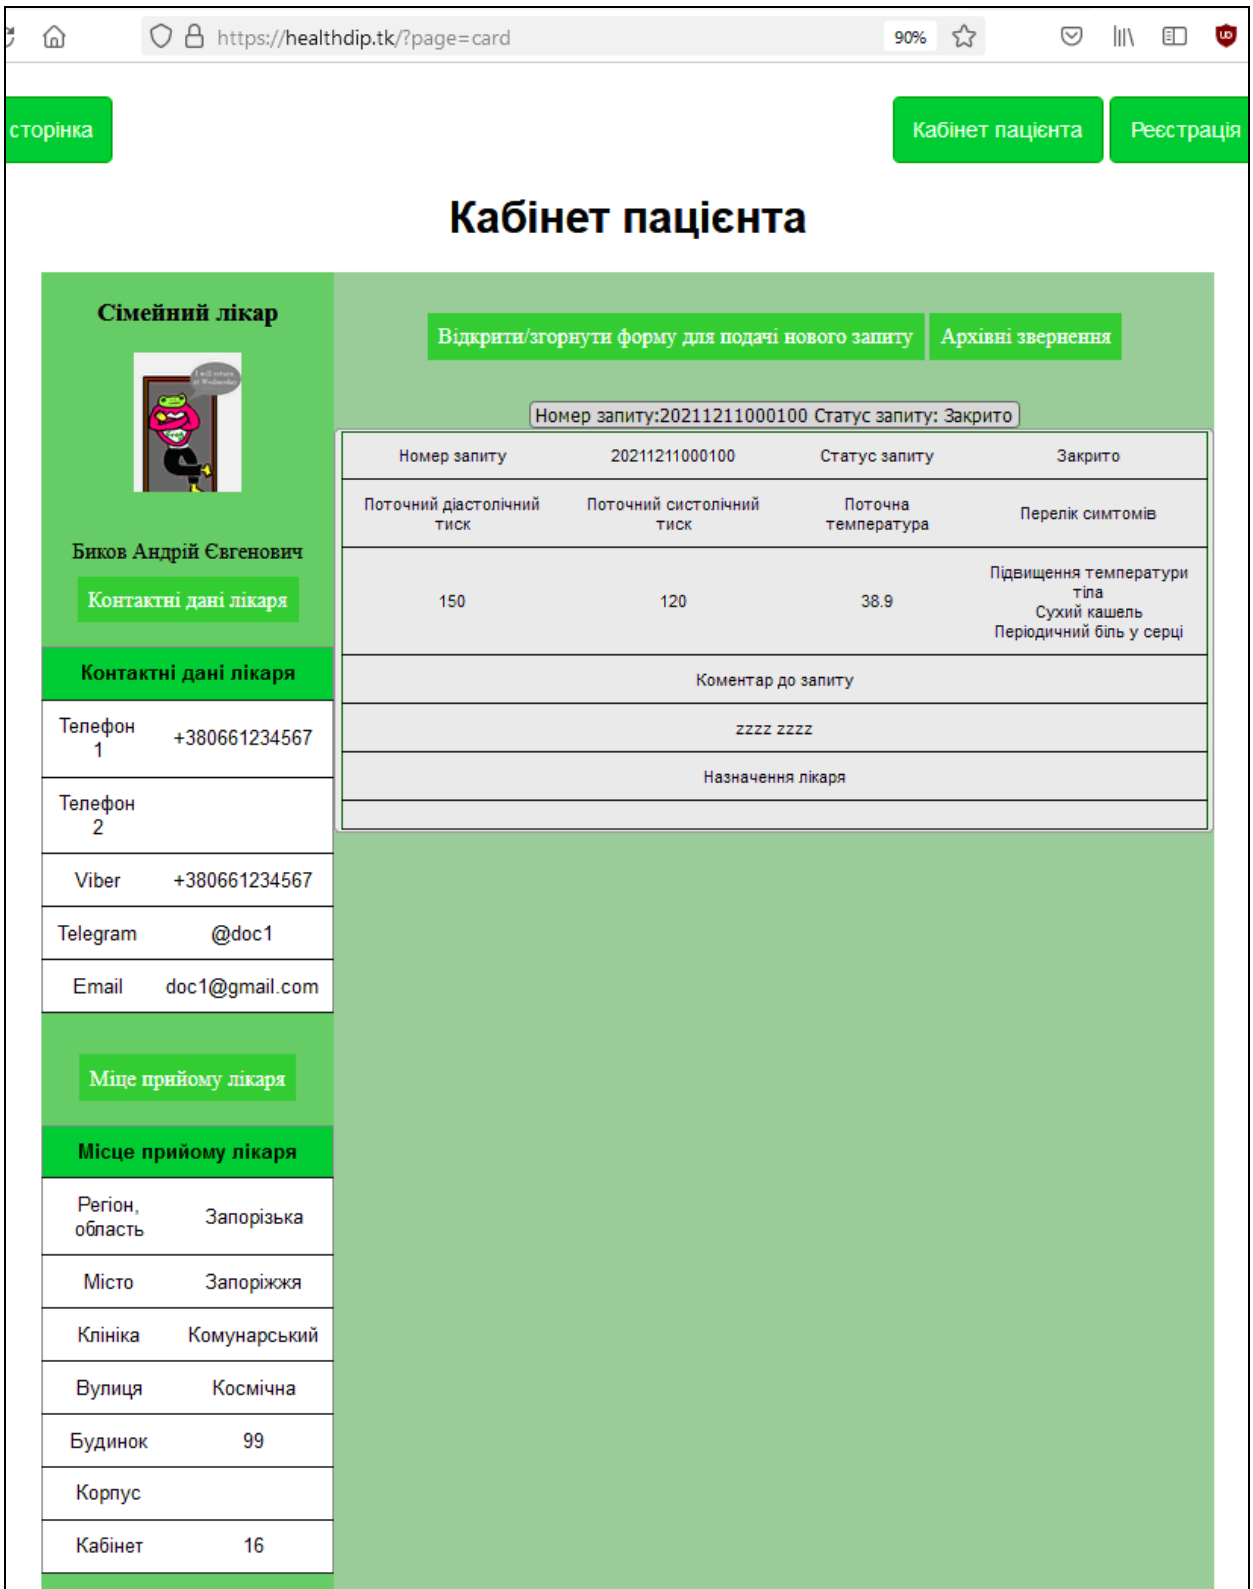 https://healthdip.tk/?page=card
90%
сторінка
Кабінет пацієнта
Реєстрація
Кабінет пацієнта
Сімейний лікар
I will return
at Wednesday
Биков Андрій Євгенович
Контактні дані лікаря
Контактні дані лікаря
Телефон 1 +380661234567
Телефон 2
Viber +380661234567
Telegram @doc1
Email doc1@gmail.com
Міце прийому лікаря
Місце прийому лікаря
Регіон, область Запорізька
Місто Запоріжжя
Клініка Комунарський
Вулиця Космічна
Будинок 99
Корпус
Кабінет 16
Відкрити/згорнути форму для подачі нового запиту
Архівні звернення
Номер запиту:20211211000100 Статус запиту: Закрито
Номер запиту 20211211000100 Статус запиту Закрито
Поточний діастолічний тиск Поточний систолічний тиск Поточна температура Перелік симтомів
150 120 38.9 Підвищення температури тіла
Сухий кашель
Періодичний біль у серці
Коментар до запиту
zzzz zzzz
Назначення лікаря